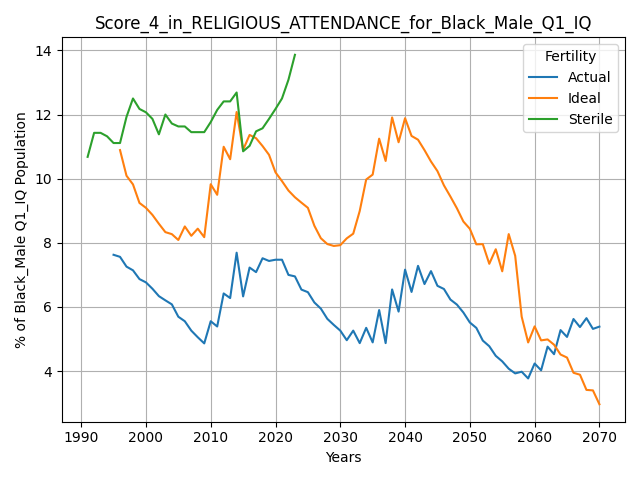 Score_4_in_RELIGIOUS_ATTENDANCE_for_Black_Male_Q1_IQ
% of Black_Male Q1_IQ Population
14
12
10
8
6
4
Fertility
Actual
Ideal
Sterile
1990 2000 2010 2020 2030 2040 2050 2060 2070
Years